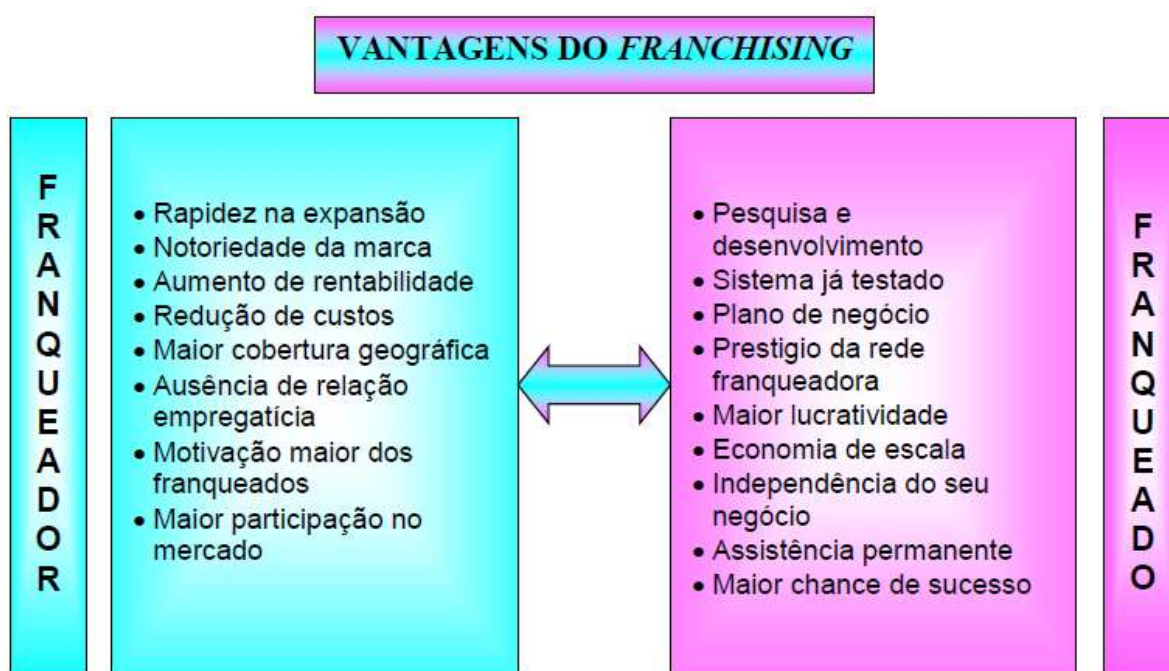 VANTAGENS DO FRANCHISING
FRANQUEADOR
• Rapidez na expansão
• Notoriedade da marca
• Aumento de rentabilidade
• Redução de custos
• Maior cobertura geográfica
• Ausência de relação
empregatícia
• Motivação maior dos
franqueados
• Maior participação no
mercado
• Pesquisa e
desenvolvimento
• Sistema já testado
• Plano de negócio
• Prestigio da rede
franqueadora
• Maior lucratividade
• Economia de escala
• Independência do seu
negócio
• Assistência permanente
• Maior chance de sucesso
FRANQUEADO